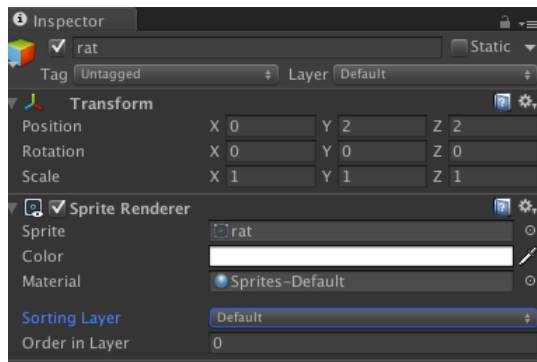 Inspector
rat Static
Tag Untagged Layer Default
Transform
Position X 0 Y 2 Z 2
Rotation X 0 Y 0 Z 0
Scale X 1 Y 1 Z 1
Sprite Renderer
Sprite rat
Color
Material Sprites-Default
Sorting Layer Default
Order in Layer 0